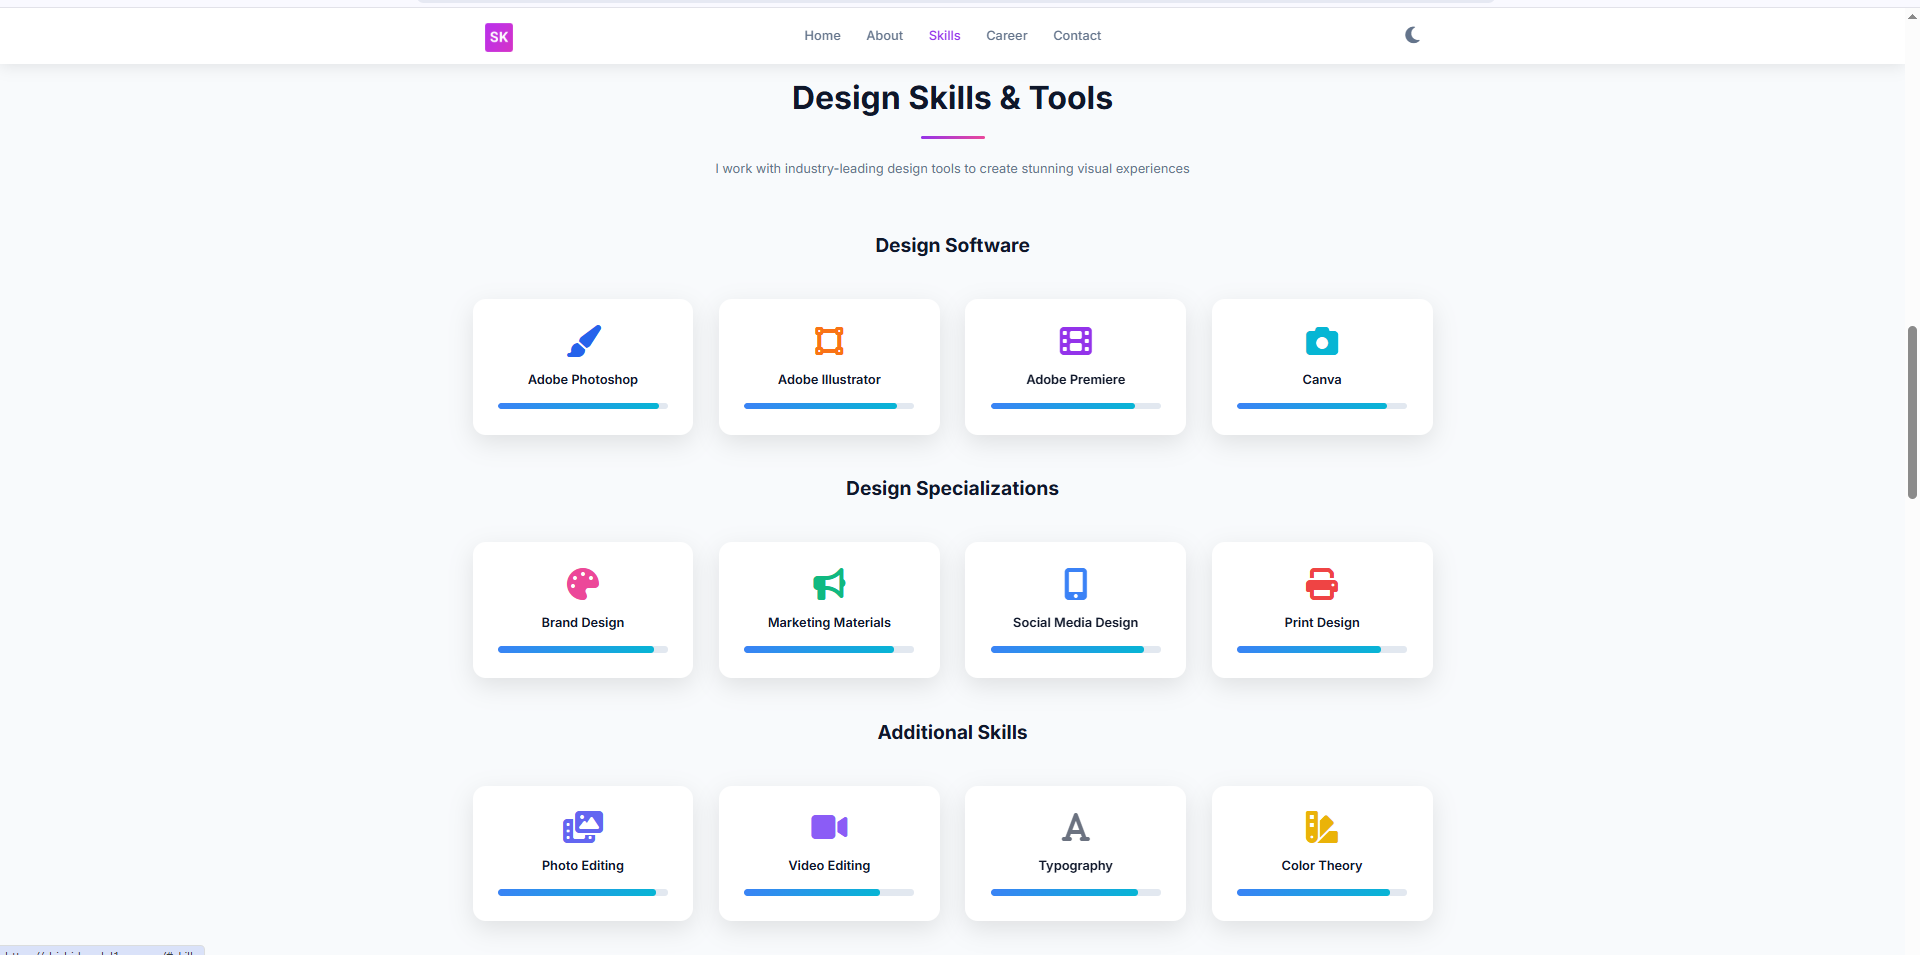 SK
Home About Skills Career Contact
Design Skills & Tools
I work with industry-leading design tools to create stunning visual experiences
Design Software
Adobe Photoshop Adobe Illustrator Adobe Premiere Canva
Design Specializations
Brand Design Marketing Materials Social Media Design Print Design
Additional Skills
Photo Editing Video Editing Typography Color Theory